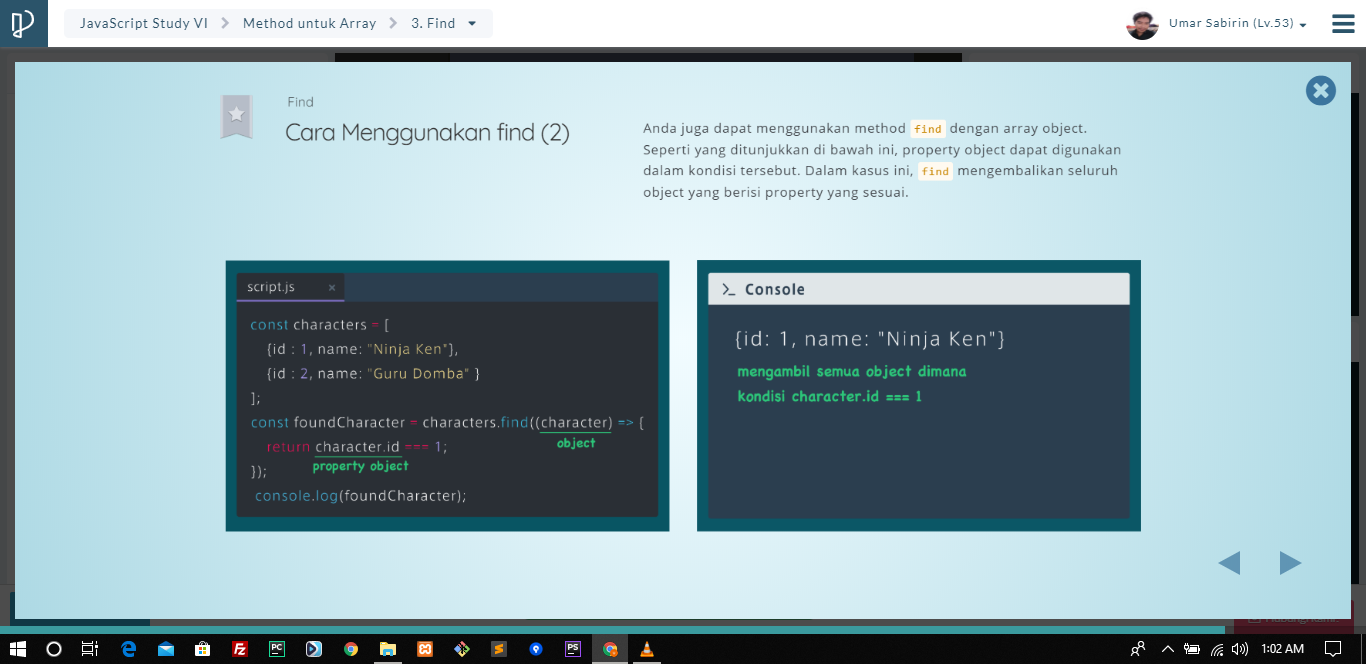 JavaScript Study VI > Method untuk Array > 3. Find
Umar Sabirin (Lv.53)
Find
Cara Menggunakan find (2)
Anda juga dapat menggunakan method find dengan array object.
Seperti yang ditunjukkan di bawah ini, property object dapat digunakan
dalam kondisi tersebut. Dalam kasus ini, find mengembalikan seluruh
object yang berisi property yang sesuai.
script.js ×
const characters = [
{id : 1, name: "Ninja Ken"},
{id : 2, name: "Guru Domba" }
];
const foundCharacter = characters.find((character) => {
object
return character.id === 1;
property object
});
console.log(foundCharacter);
>_ Console
{id: 1, name: "Ninja Ken"}
mengambil semua object dimana
kondisi character.id === 1
1:02 AM